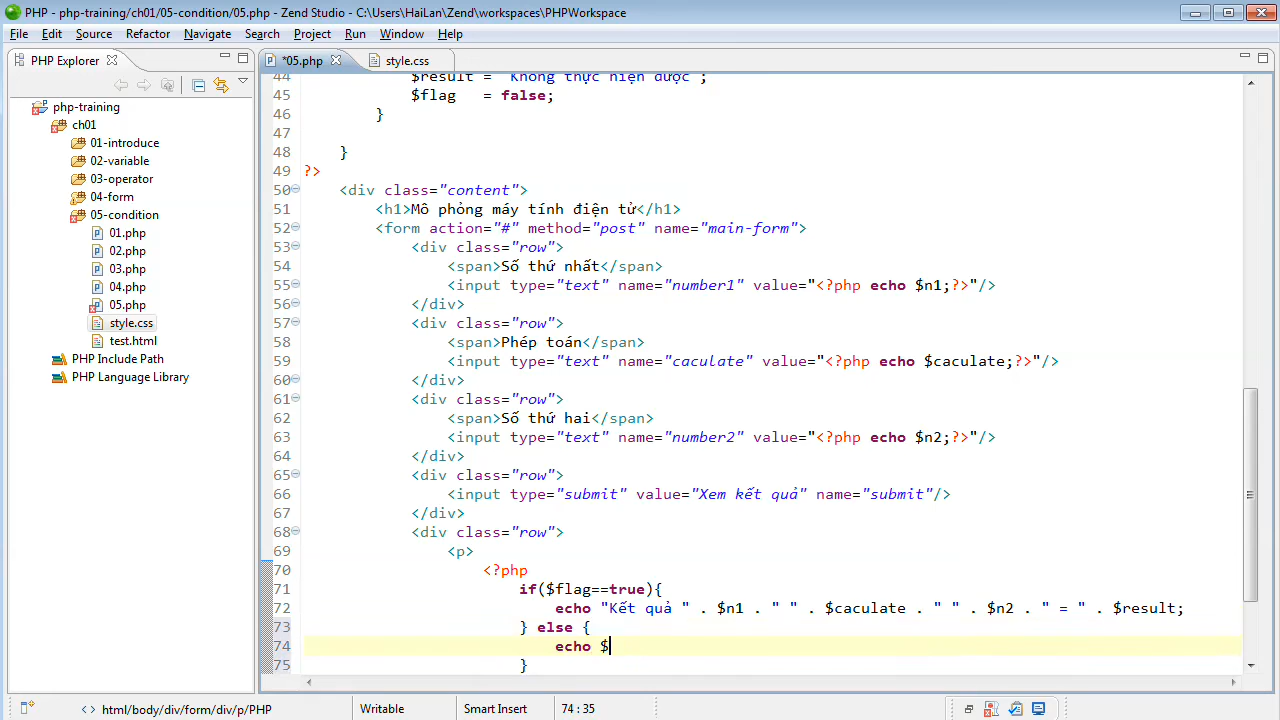 PHP - php-training/ch01/05-condition/05.php - Zend Studio - C:\Users\HaiLan\Zend\workspaces\PHPWorkspace
File Edit Source Refactor Navigate Search Project Run Window Help
PHP Explorer
*05.php
style.css
php-training
ch01
01-introduce
02-variable
03-operator
04-form
05-condition
01.php
02.php
03.php
04.php
05.php
style.css
test.html
PHP Include Path
PHP Language Library
44 $result = "Không thực hiện được";
45 $flag = false;
46 }
47
48 }
49 ?>
50 <div class="content">
51 <h1>Mô phỏng máy tính điện tử</h1>
52 <form action="#" method="post" name="main-form">
53 <div class="row">
54 <span>Số thứ nhất</span>
55 <input type="text" name="number1" value="<?php echo $n1;?>"/>
56 </div>
57 <div class="row">
58 <span>Phép toán</span>
59 <input type="text" name="caculate" value="<?php echo $caculate;?>"/>
60 </div>
61 <div class="row">
62 <span>Số thứ hai</span>
63 <input type="text" name="number2" value="<?php echo $n2;?>"/>
64 </div>
65 <div class="row">
66 <input type="submit" value="Xem kết quả" name="submit"/>
67 </div>
68 <div class="row">
69 <p>
70 <?php
71 if($flag==true){
72 echo "Kết quả " . $n1 . " " . $caculate . " " . $n2 . " = " . $result;
73 } else {
74 echo $
75 }
html/body/div/form/div/p/PHP
Writable
Smart Insert
74 : 35